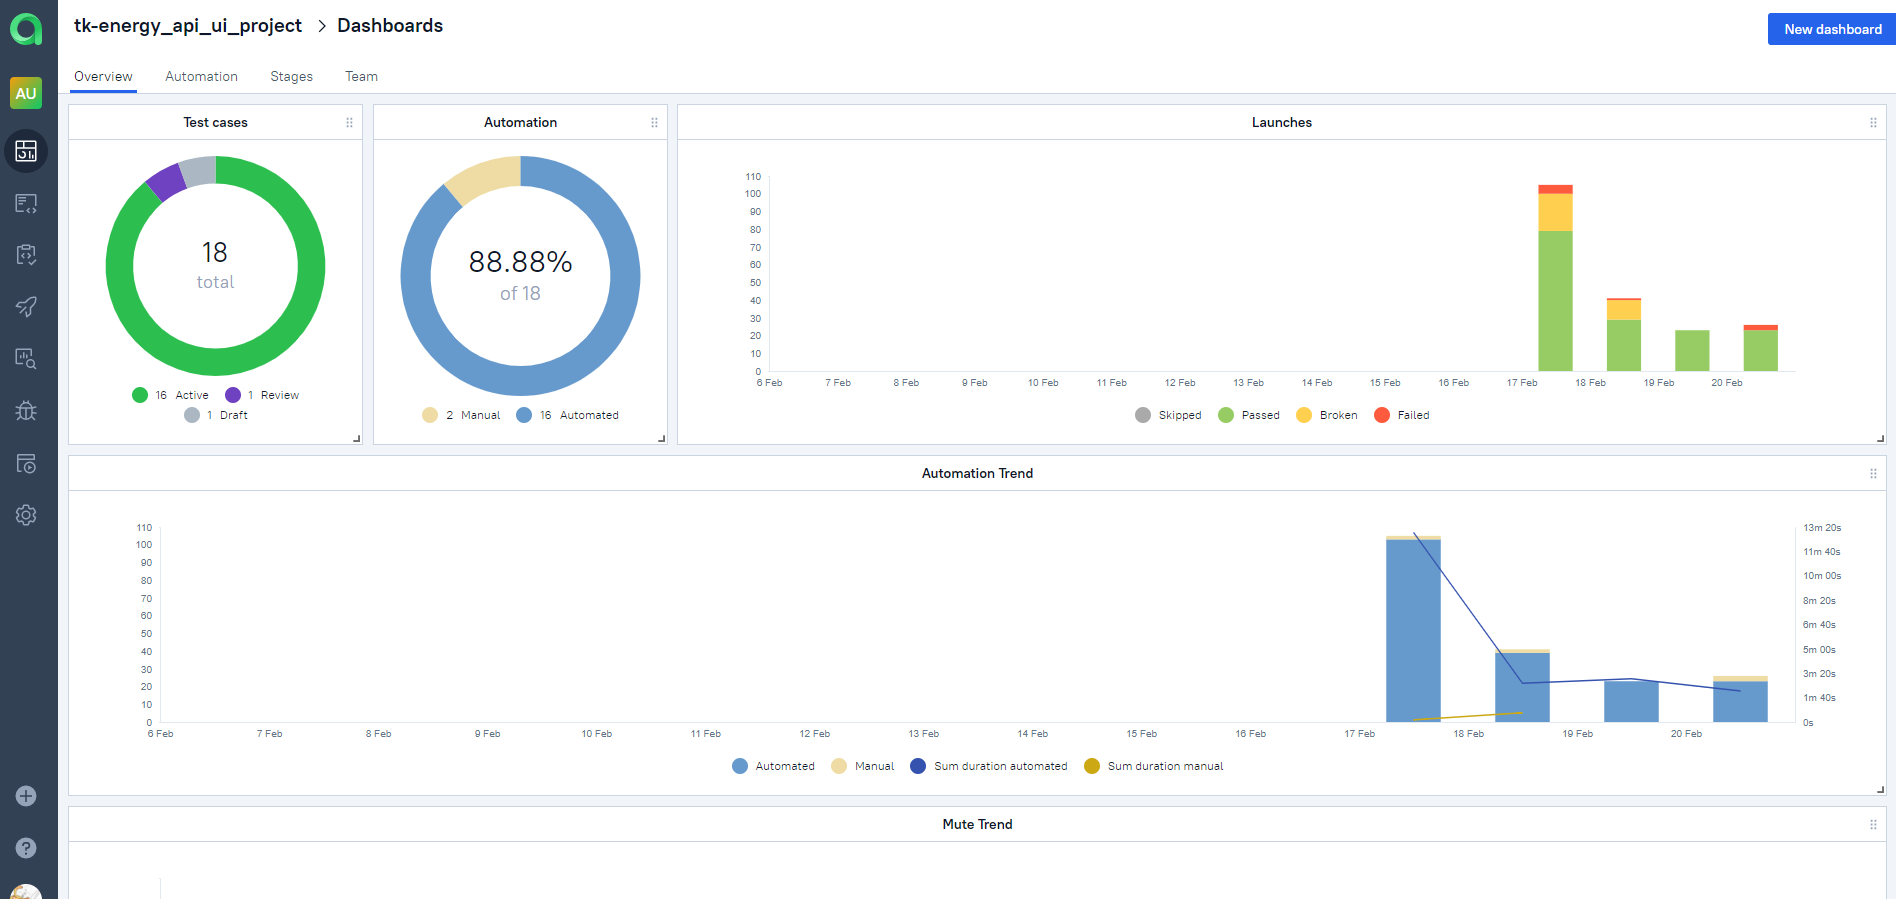 tk-energy_api_ui_project > Dashboards
New dashboard
Overview Automation Stages Team
AU
Test cases
18
total
16 Active 1 Review
1 Draft
Automation
88.88%
of 18
2 Manual 16 Automated
Launches
110
100
90
80
70
60
50
40
30
20
10
0
6 Feb 7 Feb 8 Feb 9 Feb 10 Feb 11 Feb 12 Feb 13 Feb 14 Feb 15 Feb 16 Feb 17 Feb 18 Feb 19 Feb 20 Feb
Skipped Passed Broken Failed
Automation Trend
110
100
90
80
70
60
50
40
30
20
10
0
13m 20s
11m 40s
10m 00s
8m 20s
6m 40s
5m 00s
3m 20s
1m 40s
0s
6 Feb 7 Feb 8 Feb 9 Feb 10 Feb 11 Feb 12 Feb 13 Feb 14 Feb 15 Feb 16 Feb 17 Feb 18 Feb 19 Feb 20 Feb
Automated Manual Sum duration automated Sum duration manual
Mute Trend